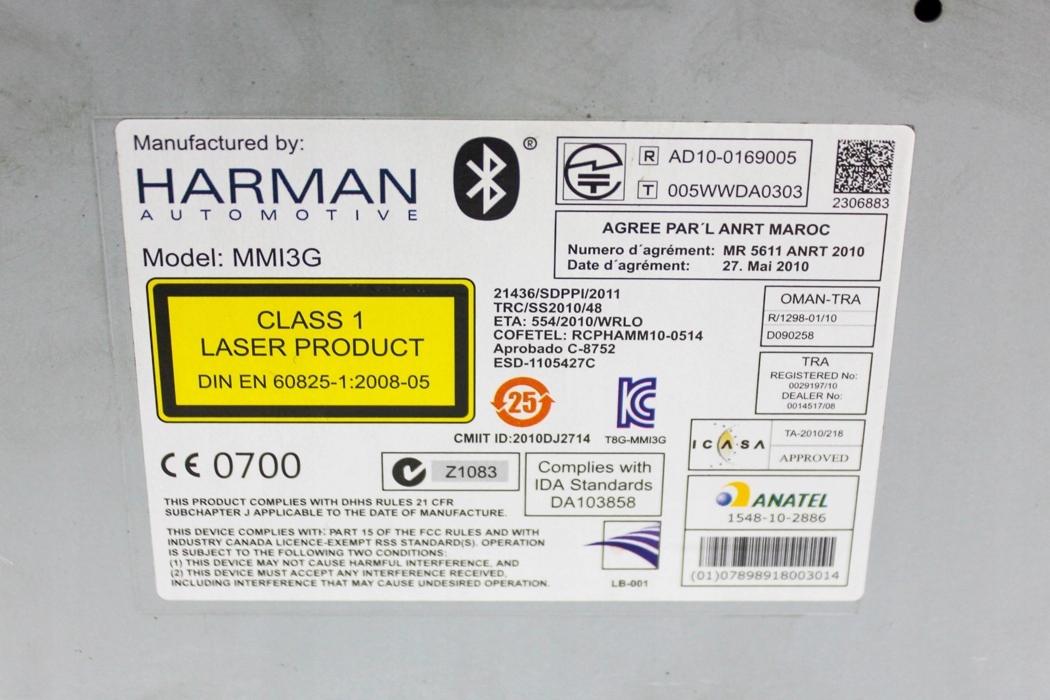 Manufactured by:
HARMAN
AUTOMOTIVE
Model: MMI3G
®
R AD10-0169005
T 005WWDA0303
2306883
AGREE PAR´L ANRT MAROC
Numero d´agrément: MR 5611 ANRT 2010
Date d´agrément: 27. Mai 2010
CLASS 1
LASER PRODUCT
DIN EN 60825-1:2008-05
21436/SDPPI/2011
TRC/SS2010/48
ETA: 554/2010/WRLO
COFETEL: RCPHAMM10-0514
Aprobado C-8752
ESD-1105427C
OMAN-TRA
R/1298-01/10
D090258
TRA
REGISTERED No:
0029197/10
DEALER No:
0014517/08
25
KC
CMIIT ID:2010DJ2714
T8G-MMI3G
ICASA
TA-2010/218
APPROVED
CE 0700
Z1083
Complies with
IDA Standards
DA103858
ANATEL
1548-10-2886
(01)07898918003014
THIS PRODUCT COMPLIES WITH DHHS RULES 21 CFR
SUBCHAPTER J APPLICABLE TO THE DATE OF MANUFACTURE.
THIS DEVICE COMPLIES WITH PART 15 OF THE FCC RULES AND WITH
INDUSTRY CANADA LICENCE-EXEMPT RSS STANDARD(S). OPERATION
IS SUBJECT TO THE FOLLOWING TWO CONDITIONS:
(1) THIS DEVICE MAY NOT CAUSE HARMFUL INTERFERENCE, AND
(2) THIS DEVICE MUST ACCEPT ANY INTERFERENCE RECEIVED,
INCLUDING INTERFERENCE THAT MAY CAUSE UNDESIRED OPERATION.
LB-001